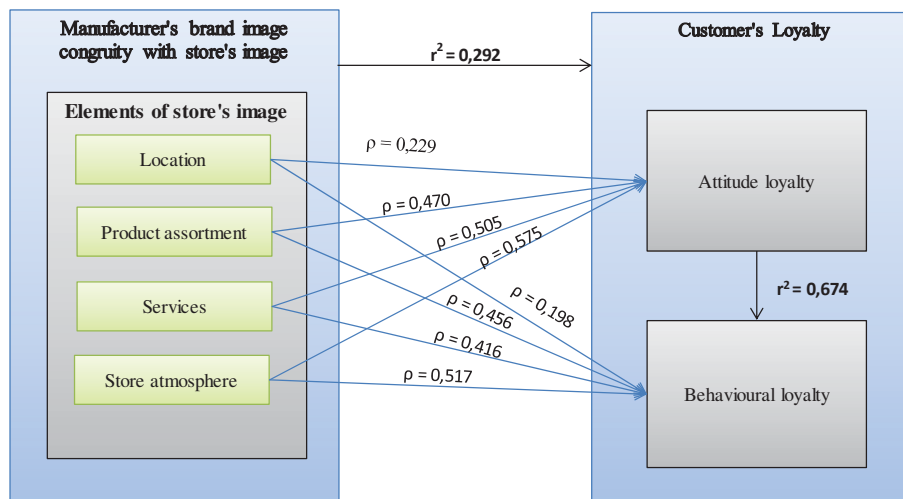 Manufacturer's brand image
congruity with store's image
Elements of store's image
Location
Product assortment
Services
Store atmosphere
r² = 0,292
ρ = 0,229
ρ = 0,470
ρ = 0,505
ρ = 0,575
ρ = 0,198
ρ = 0,456
ρ = 0,416
ρ = 0,517
Customer's Loyalty
Attitude loyalty
r² = 0,674
Behavioural loyalty